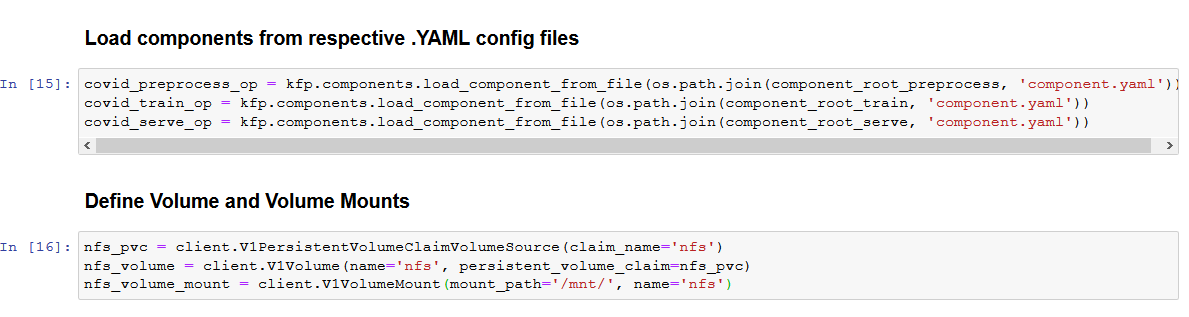 Load components from respective .YAML config files
In [15]: covid_preprocess_op = kfp.components.load_component_from_file(os.path.join(component_root_preprocess, 'component.yaml'))
covid_train_op = kfp.components.load_component_from_file(os.path.join(component_root_train, 'component.yaml'))
covid_serve_op = kfp.components.load_component_from_file(os.path.join(component_root_serve, 'component.yaml'))
Define Volume and Volume Mounts
In [16]: nfs_pvc = client.V1PersistentVolumeClaimVolumeSource(claim_name='nfs')
nfs_volume = client.V1Volume(name='nfs', persistent_volume_claim=nfs_pvc)
nfs_volume_mount = client.V1VolumeMount(mount_path='/mnt/', name='nfs')